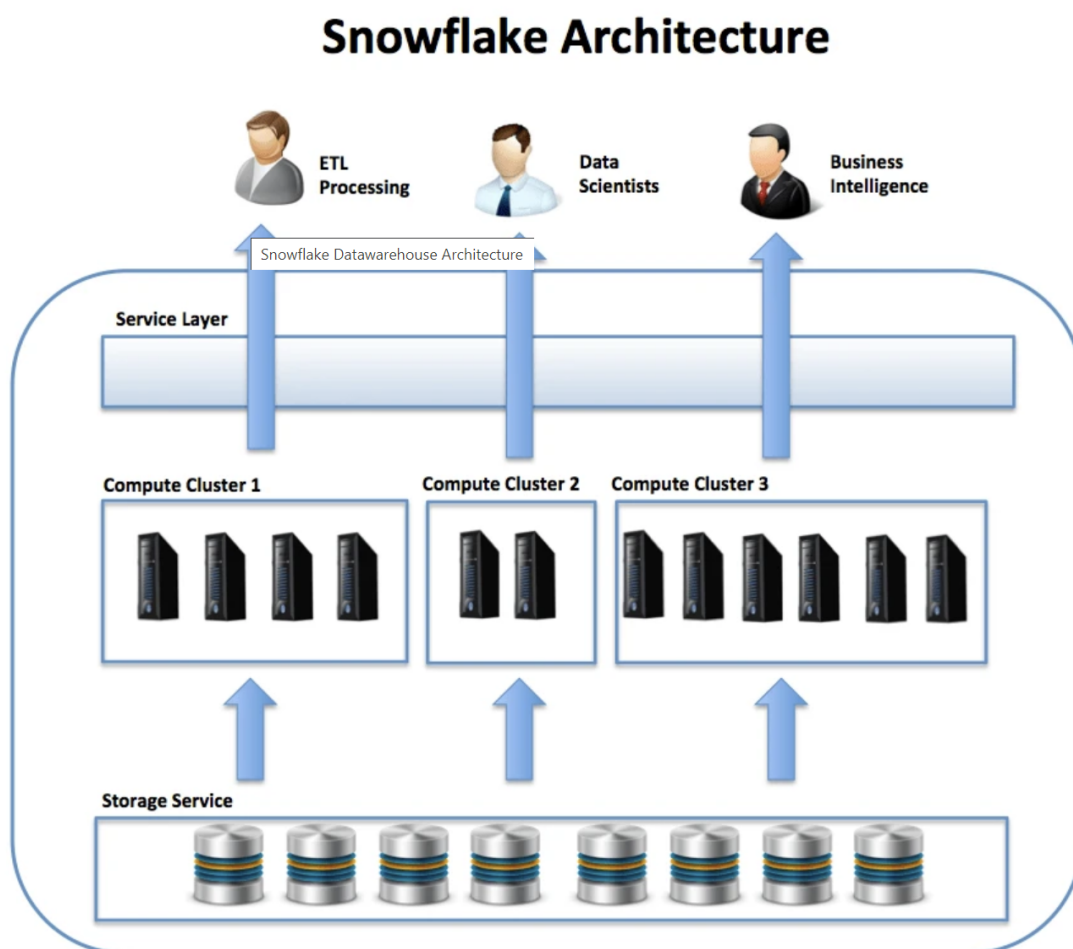 Snowflake Architecture
ETL
Processing
Data
Scientists
Business
Intelligence
Snowflake Datawarehouse Architecture
Service Layer
Compute Cluster 1
Compute Cluster 2
Compute Cluster 3
Storage Service